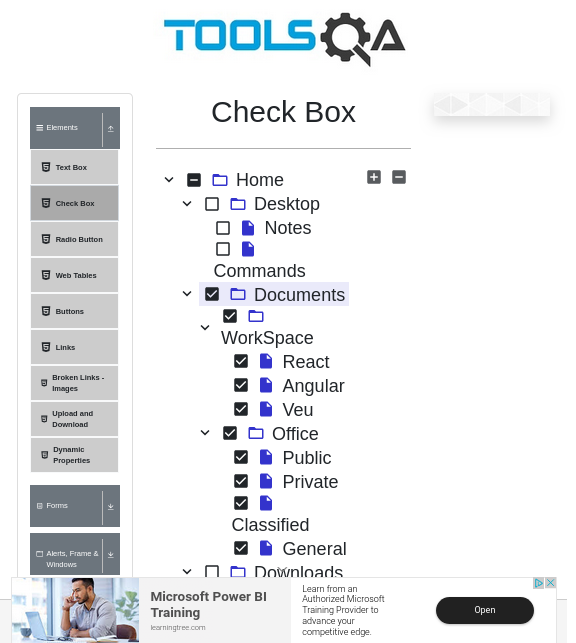 TOOLSQA
Check Box
Elements
Text Box
Check Box
Radio Button
Web Tables
Buttons
Links
Broken Links -
Images
Upload and
Download
Dynamic
Properties
Forms
Alerts, Frame &
Windows
Home
Desktop
Notes
Commands
Documents
WorkSpace
React
Angular
Veu
Office
Public
Private
Classified
General
Downloads
Microsoft Power BI
Training
learningtree.com
Learn from an
Authorized Microsoft
Training Provider to
advance your
competitive edge.
Open